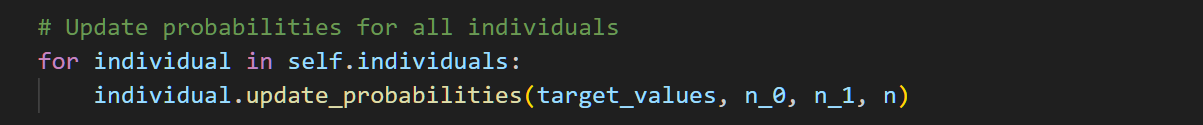 # Update probabilities for all individuals
for individual in self.individuals:
    individual.update_probabilities(target_values, n_0, n_1, n)